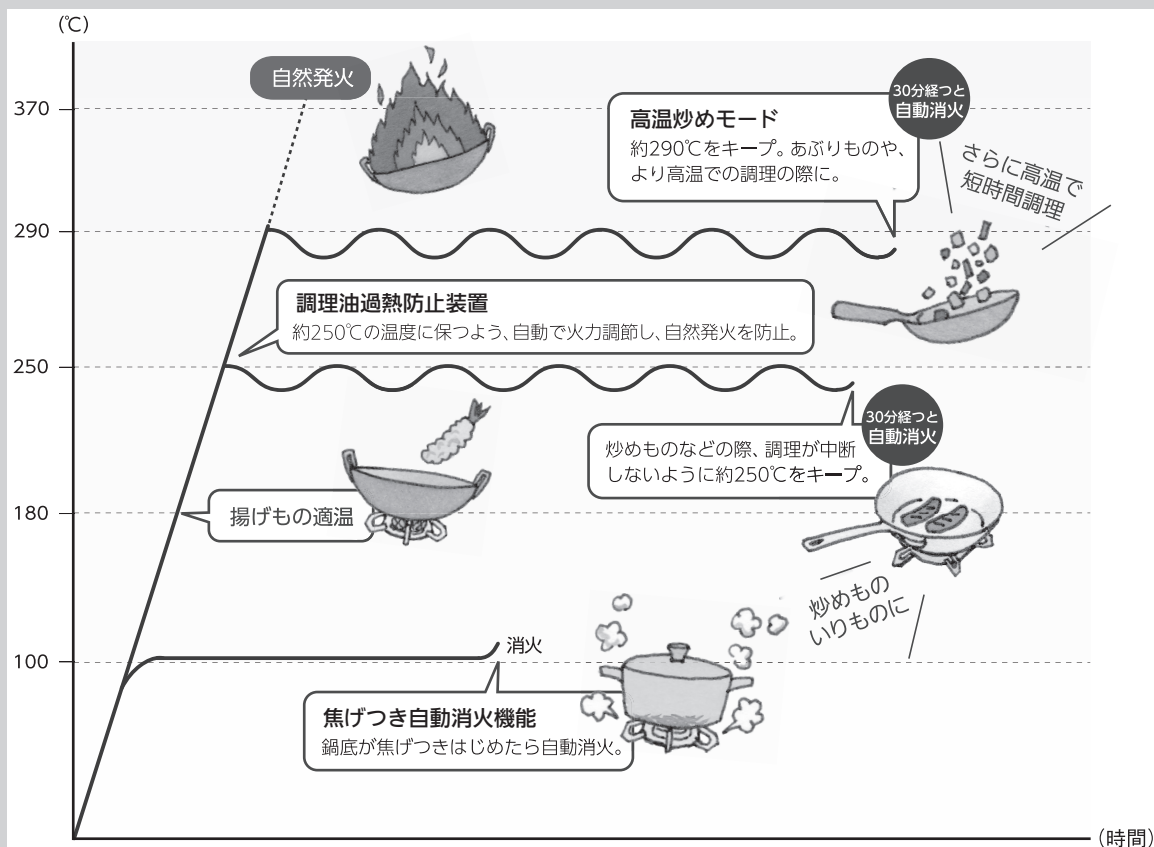 (℃)
自然発火
370
高温炒めモード
約290℃をキープ。あぶりものや、
より高温での調理の際に。
30分経つと
自動消火
さらに高温で
短時間調理
290
調理油過熱防止装置
約250℃の温度に保つよう、自動で火力調節し、自然発火を防止。
250
炒めものなどの際、調理が中断
しないように約250℃をキープ。
30分経つと
自動消火
揚げもの適温
180
炒めもの
いりものに
消火
100
焦げつき自動消火機能
鍋底が焦げつきはじめたら自動消火。
(時間)